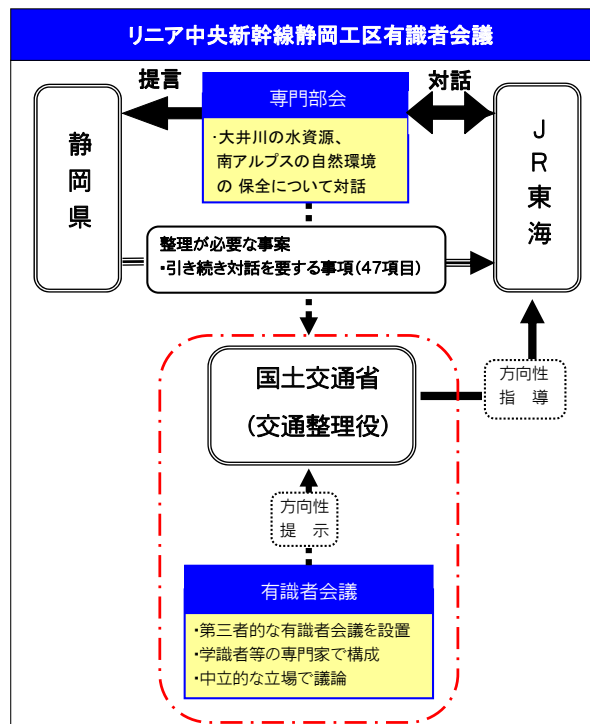 リニア中央新幹線静岡工区有識者会議
提言
対話
専門部会
・大井川の水資源、
南アルプスの自然環境
の 保全について対話
静岡県
JR東海
整理が必要な事案
・引き続き対話を要する事項(47項目)
国土交通省
(交通整理役)
方向性
指 導
方向性
提 示
有識者会議
・第三者的な有識者会議を設置
・学識者等の専門家で構成
・中立的な立場で議論